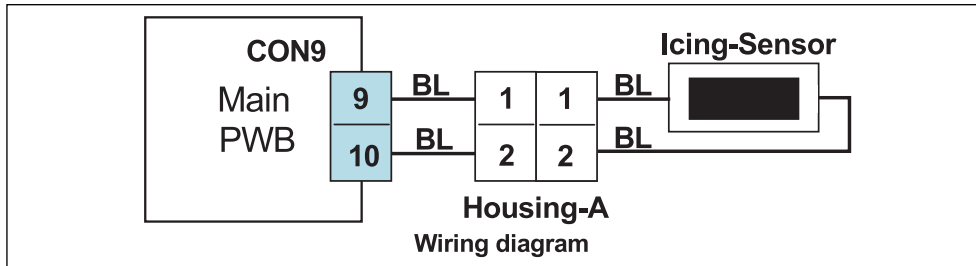 CON9
Icing-Sensor
Main
PWB
9 BL 1 1 BL
10 BL 2 2 BL
Housing-A
Wiring diagram